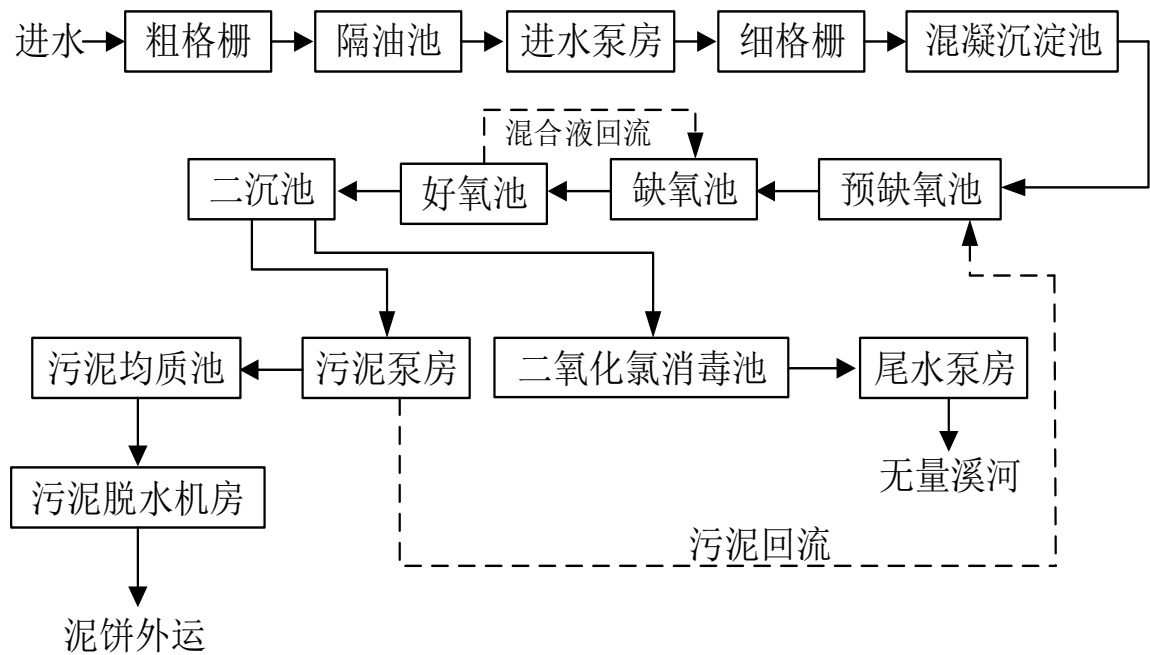 进水
粗格栅
隔油池
进水泵房
细格栅
混凝沉淀池
混合液回流
二沉池
好氧池
缺氧池
预缺氧池
污泥均质池
污泥泵房
二氧化氯消毒池
尾水泵房
无量溪河
污泥脱水机房
污泥回流
泥饼外运